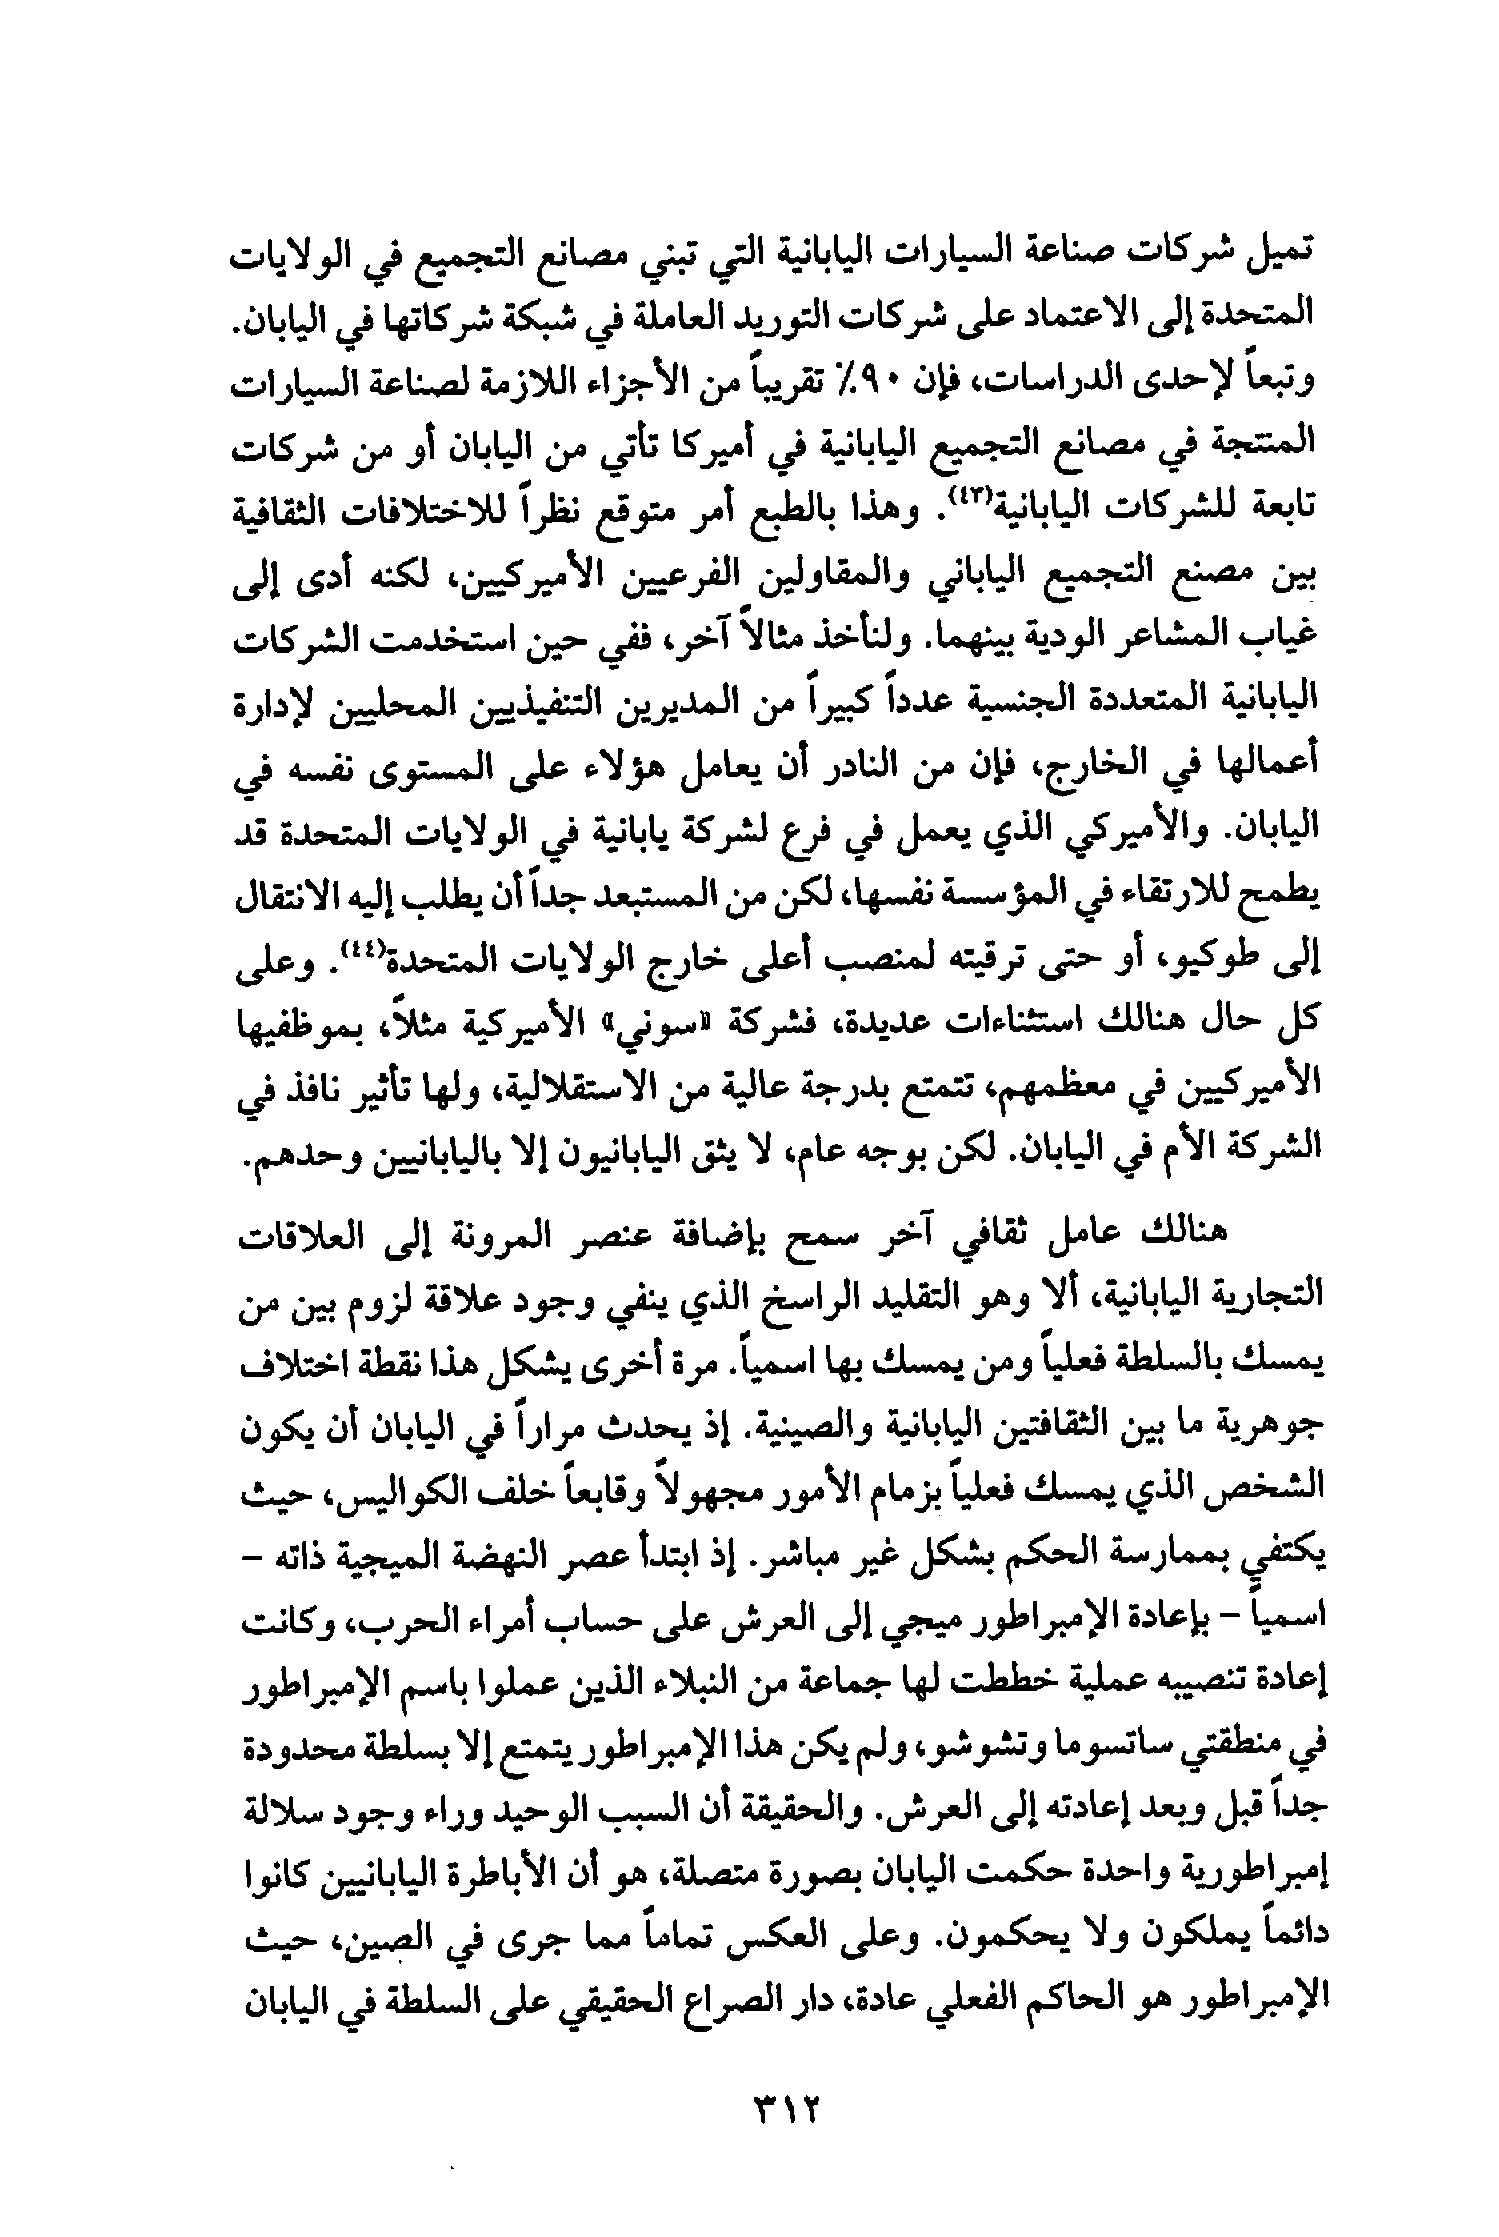 تميل شركات صناعة السيارات اليابانية التي تبني مصانع التجميع في الولايات
المتحدة إلى الاعتماد على شركات التوريد العاملة في شبكة شركاتها في اليابان.
وتبعاً لإحدى الدراسات، فإن ٩٠٪ تقريباً من الأجزاء اللازمة لصناعة السيارات
المنتجة في مصانع التجميع اليابانية في أميركا تأتي من اليابان أو من شركات
تابعة للشركات اليابانية(٤٣). وهذا بالطبع أمر متوقع نظراً للاختلافات الثقافية
بين مصنع التجميع الياباني والمقاولين الفرعيين الأميركيين، لكنه أدى إلى
غياب المشاعر الودية بينهما. ولنأخذ مثالاً آخر، ففي حين استخدمت الشركات
اليابانية المتعددة الجنسية عدداً كبيراً من المديرين التنفيذيين المحليين لإدارة
أعمالها في الخارج، فإن من النادر أن يعامل هؤلاء على المستوى نفسه في
اليابان. والأميركي الذي يعمل في فرع لشركة يابانية في الولايات المتحدة قد
يطمح للارتقاء في المؤسسة نفسها، لكن من المستبعد جداً أن يطلب إليه الانتقال
إلى طوكيو، أو حتى ترقيته لمنصب أعلى خارج الولايات المتحدة(٤٤). وعلى
كل حال هنالك استثناءات عديدة، فشركة «سوني» الأميركية مثلاً، بموظفيها
الأميركيين في معظمهم، تتمتع بدرجة عالية من الاستقلالية، ولها تأثير نافذ في
الشركة الأم في اليابان. لكن بوجه عام، لا يثق اليابانيون إلا باليابانيين وحدهم.
هنالك عامل ثقافي آخر سمح بإضافة عنصر المرونة إلى العلاقات
التجارية اليابانية، ألا وهو التقليد الراسخ الذي ينفي وجود علاقة لزوم بين من
يمسك بالسلطة فعلياً ومن يمسك بها اسمياً. مرة أخرى يشكل هذا نقطة اختلاف
جوهرية ما بين الثقافتين اليابانية والصينية. إذ يحدث مراراً في اليابان أن يكون
الشخص الذي يمسك فعلياً بزمام الأمور مجهولاً وقابعاً خلف الكواليس، حيث
يكتفي بممارسة الحكم بشكل غير مباشر. إذ ابتدأ عصر النهضة الميجية ذاته -
اسمياً - بإعادة الإمبراطور ميجي إلى العرش على حساب أمراء الحرب، وكانت
إعادة تنصيبه عملية خططت لها جماعة من النبلاء الذين عملوا باسم الإمبراطور
في منطقتي ساتسوما وتشوشو، ولم يكن هذا الإمبراطور يتمتع إلا بسلطة محدودة
جداً قبل وبعد إعادته إلى العرش. والحقيقة أن السبب الوحيد وراء وجود سلالة
إمبراطورية واحدة حكمت اليابان بصورة متصلة، هو أن الأباطرة اليابانيين كانوا
دائماً يملكون ولا يحكمون. وعلى العكس تماماً مما جرى في الصين، حيث
الإمبراطور هو الحاكم الفعلي عادة، دار الصراع الحقيقي على السلطة في اليابان
٣١٢